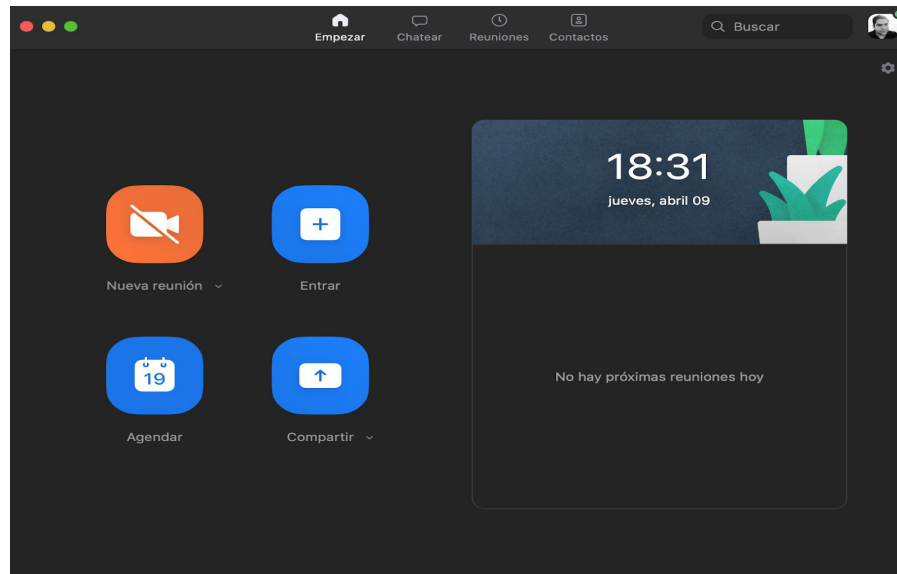 Empezar
Chatear
Reuniones
Contactos
Buscar
18:31
jueves, abril 09
Nueva reunión
Entrar
19
Agendar
Compartir
No hay próximas reuniones hoy